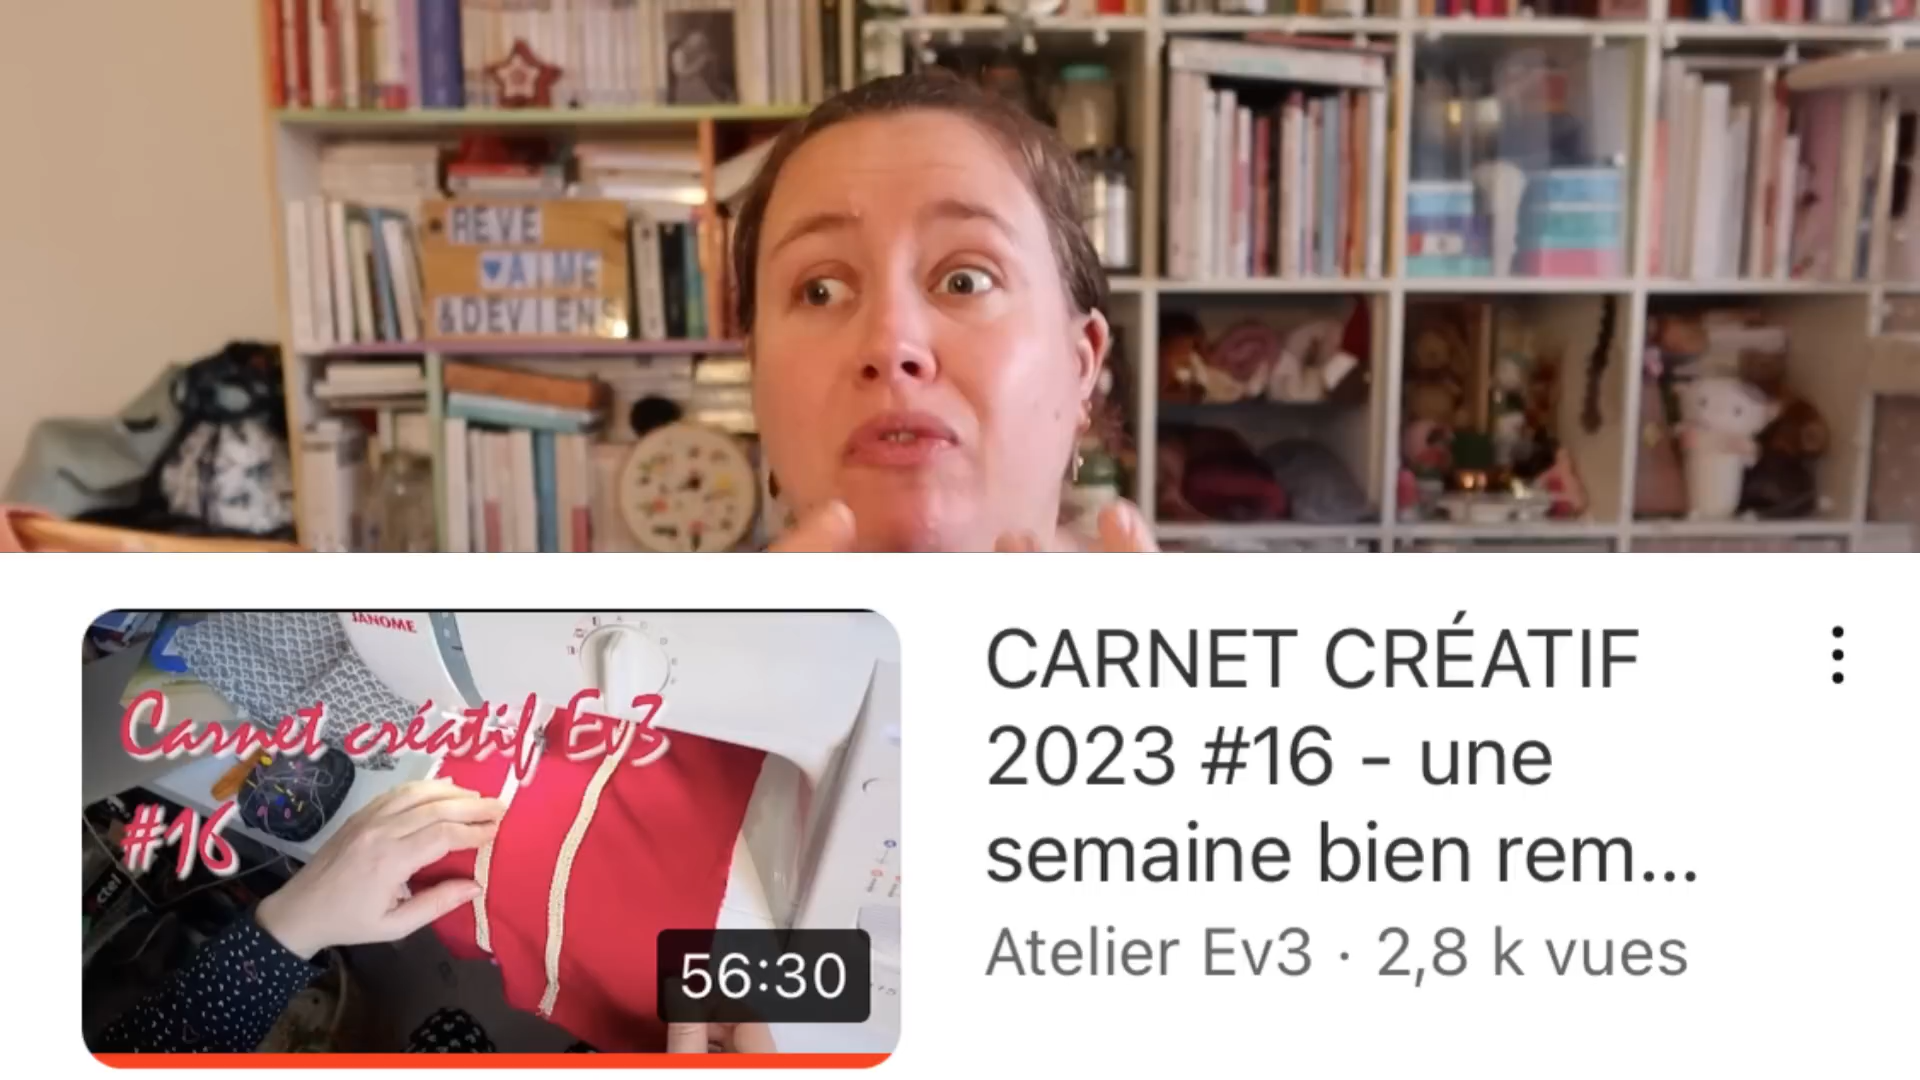 RÊVE
AIME
&DEVIENS
JANOME
Carnet créatif Ev3
#16
56:30
CARNET CRÉATIF
2023 #16 - une
semaine bien rem...
Atelier Ev3 · 2,8 k vues